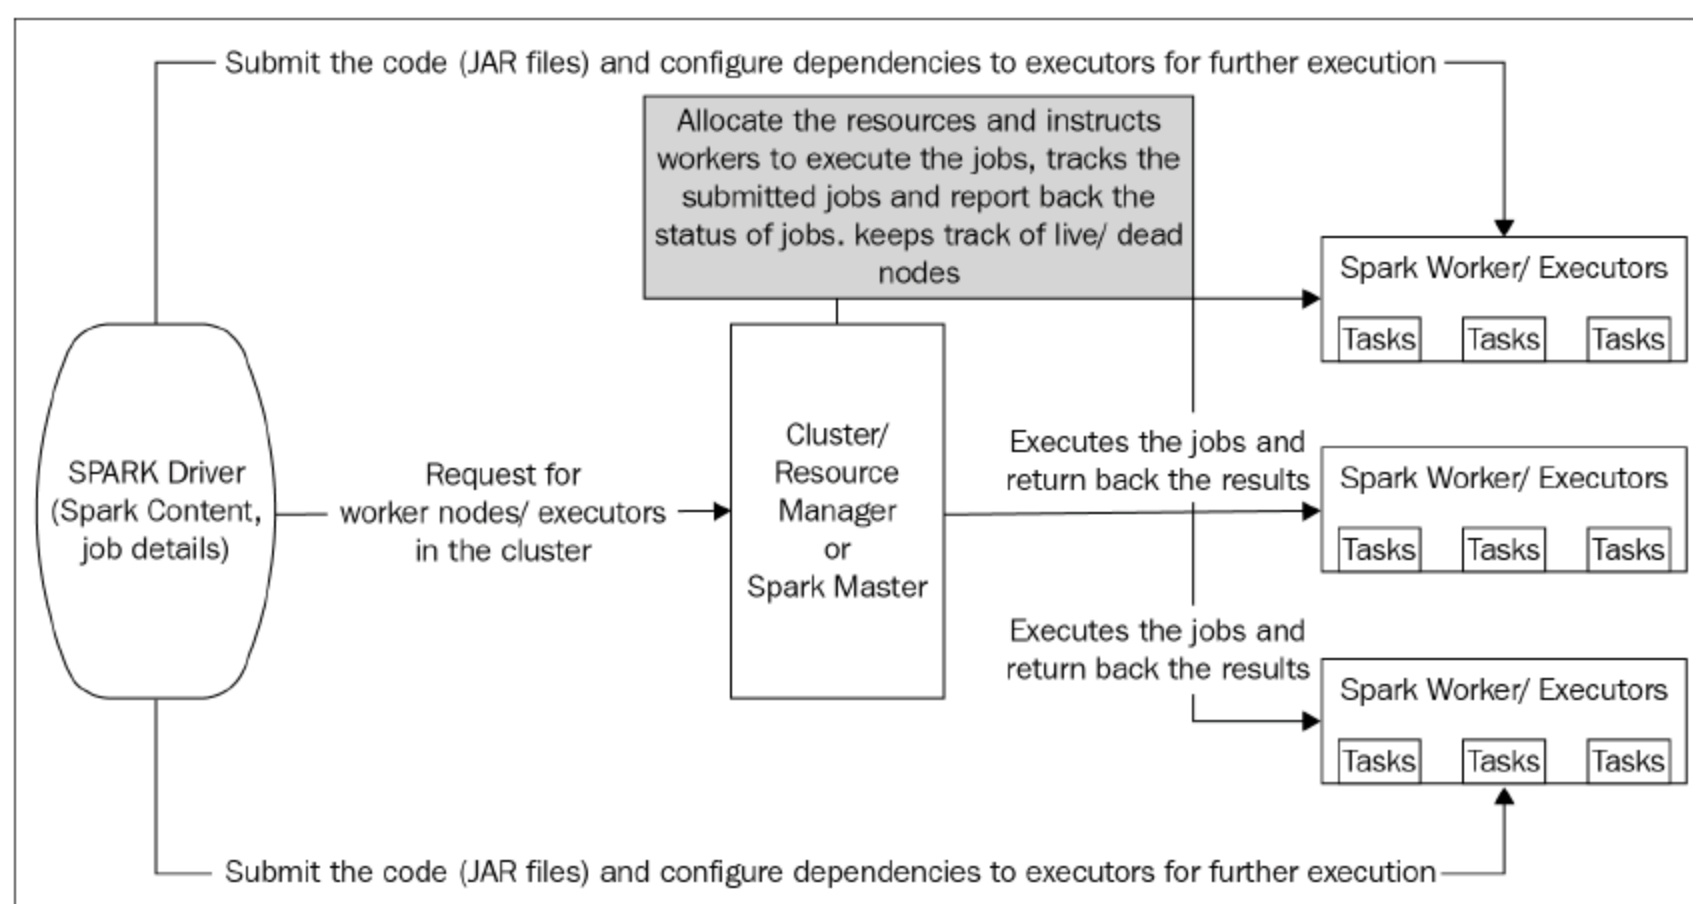 Submit the code (JAR files) and configure dependencies to executors for further execution
Allocate the resources and instructs
workers to execute the jobs, tracks the
submitted jobs and report back the
status of jobs. keeps track of live/ dead
nodes
Spark Worker/ Executors
Tasks
Tasks
Tasks
SPARK Driver
(Spark Content,
job details)
Request for
worker nodes/ executors
in the cluster
Cluster/
Resource
Manager
or
Spark Master
Executes the jobs and
return back the results
Spark Worker/ Executors
Tasks
Tasks
Tasks
Executes the jobs and
return back the results
Spark Worker/ Executors
Tasks
Tasks
Tasks
Submit the code (JAR files) and configure dependencies to executors for further execution